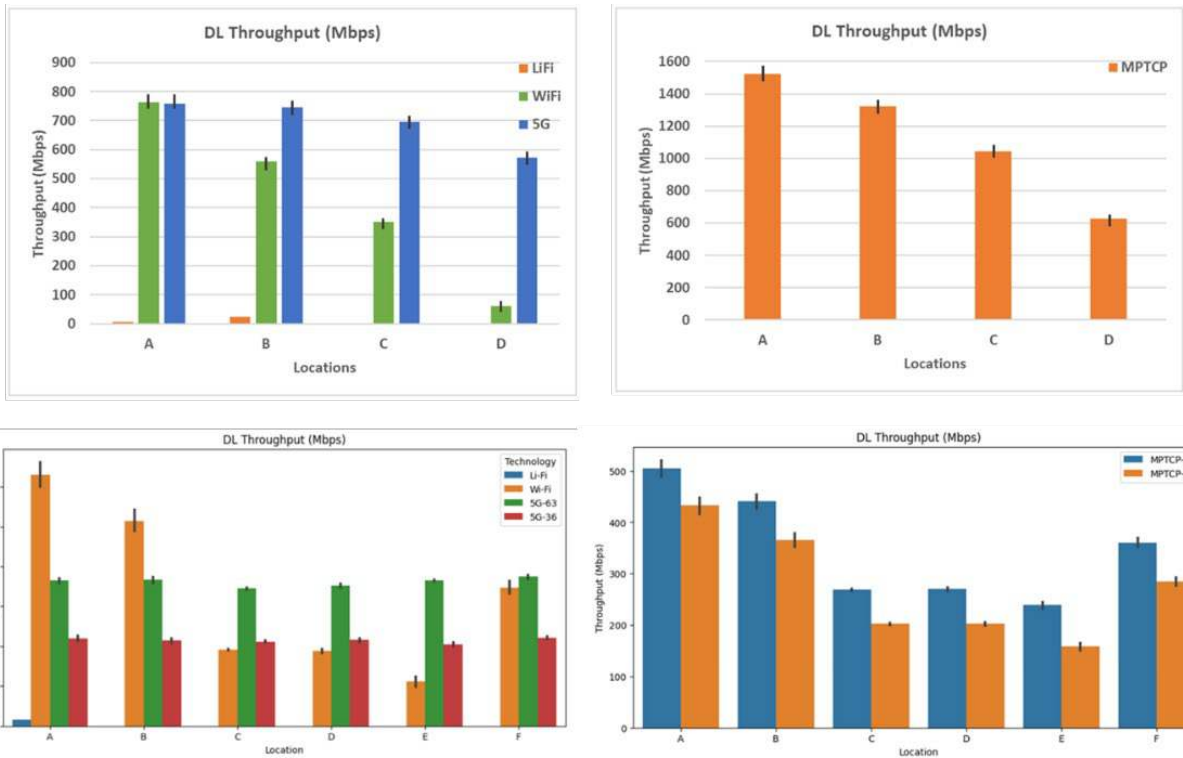 DL Throughput (Mbps)
900
800
700
600
500
400
300
200
100
0
Throughput (Mbps)
LiFi
WiFi
5G
A B C D
Locations
DL Throughput (Mbps)
1600
1400
1200
1000
800
600
400
200
0
Throughput (Mbps)
MPTCP
A B C D
Locations
DL Throughput (Mbps)
Technology
Li-Fi
Wi-Fi
5G-63
5G-36
A B C D E F
Location
DL Throughput (Mbps)
500
400
300
200
100
0
Throughput (Mbps)
MPTCP-
MPTCP-
A B C D E F
Location